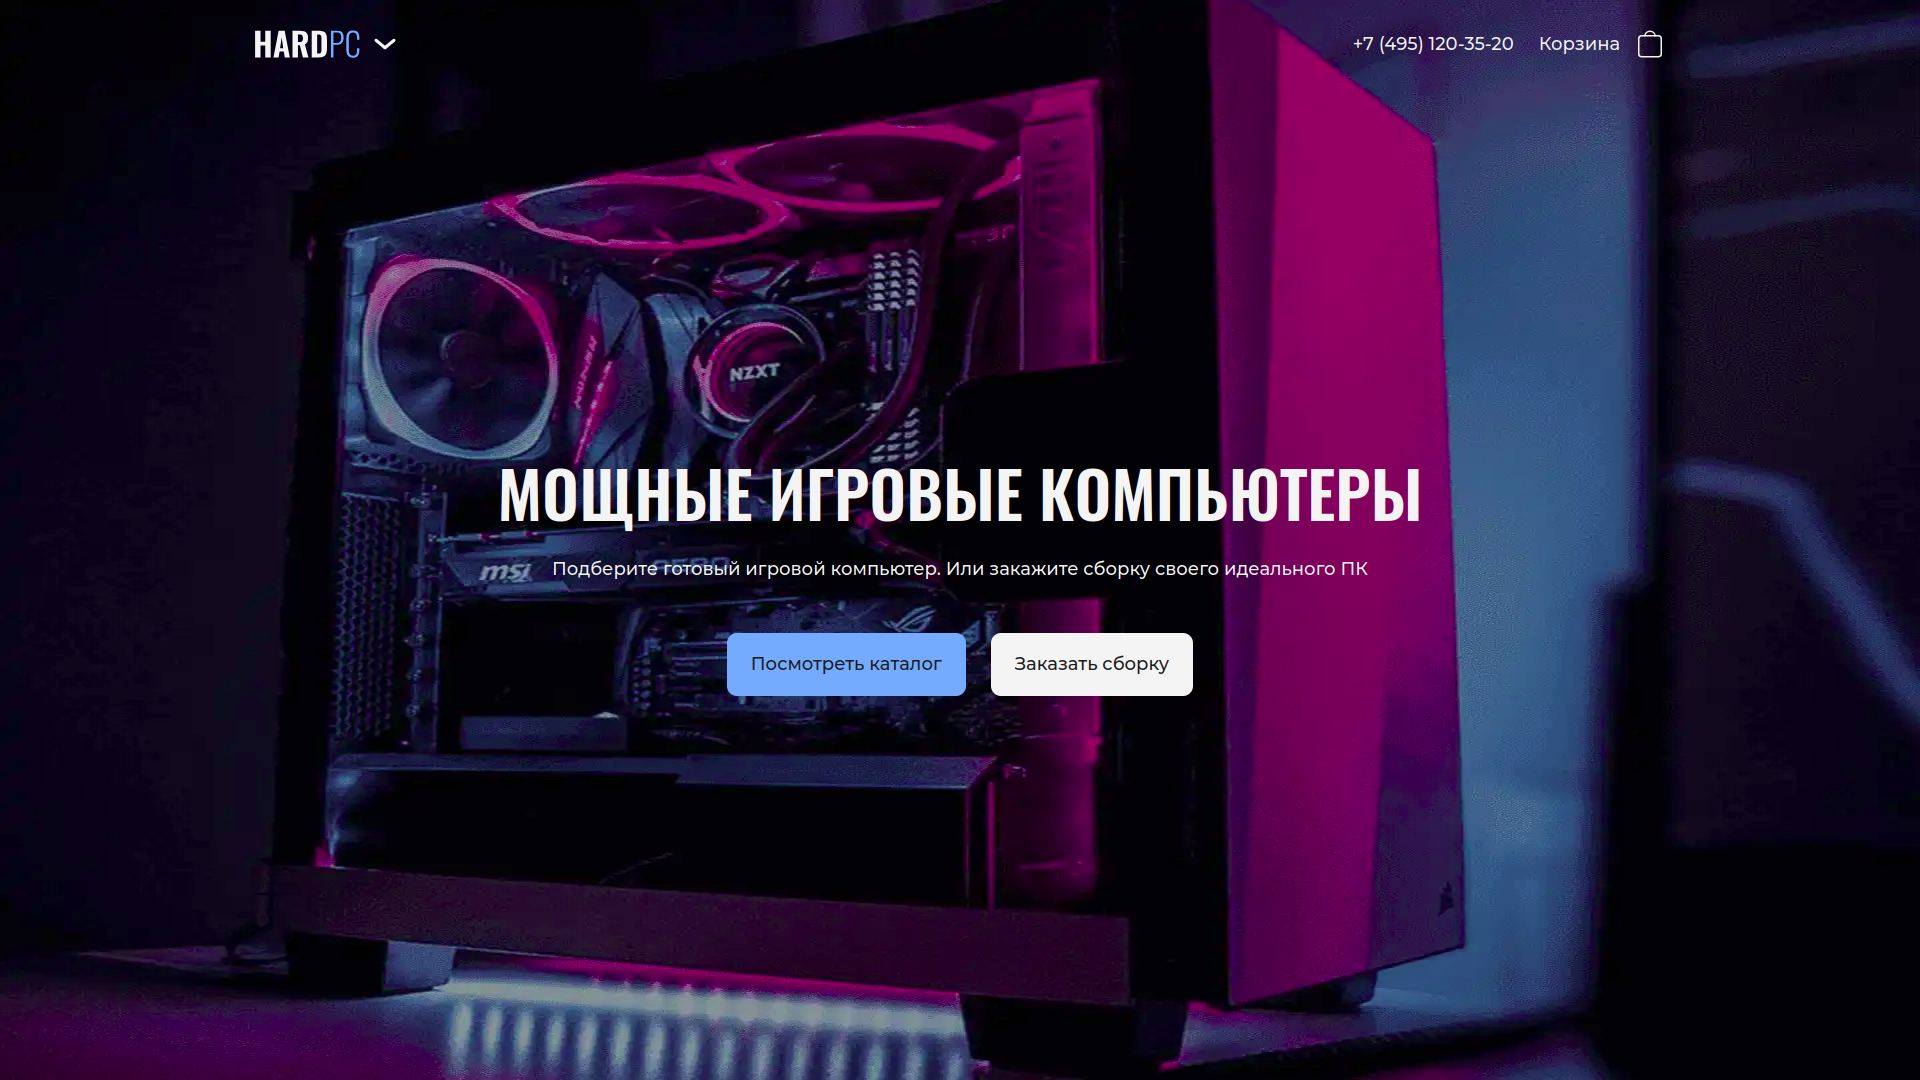 HARDPC
+7 (495) 120-35-20
Корзина
NZXT
МОЩНЫЕ ИГРОВЫЕ КОМПЬЮТЕРЫ
msi
Подберите готовый игровой компьютер. Или закажите сборку своего идеального ПК
Посмотреть каталог
Заказать сборку